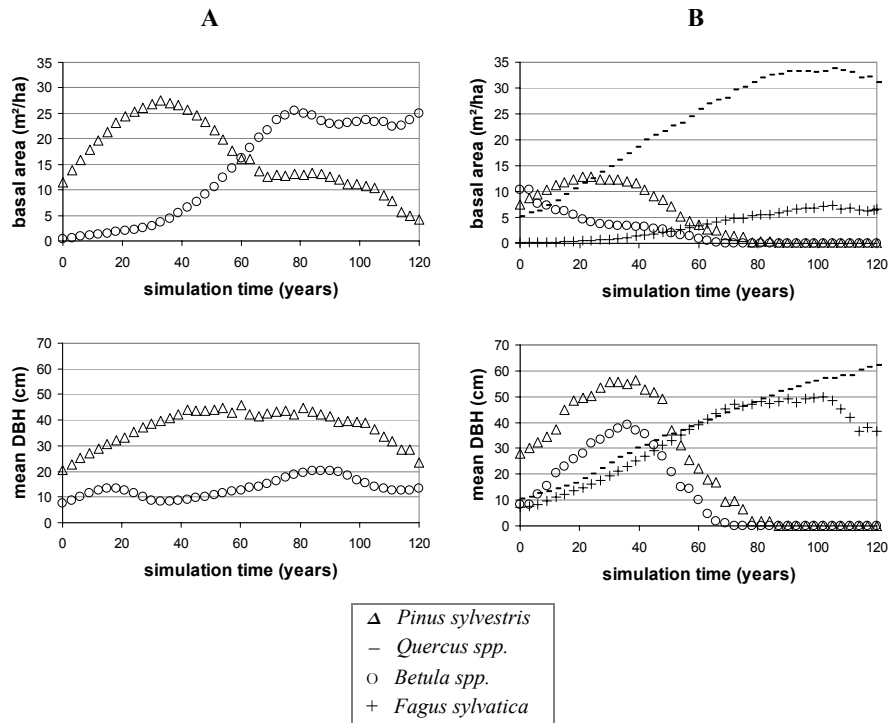 A
B
basal area (m²/ha)
35
30
25
20
15
10
5
0
0 20 40 60 80 100 120
simulation time (years)
basal area (m²/ha)
35
30
25
20
15
10
5
0
0 20 40 60 80 100 120
simulation time (years)
mean DBH (cm)
70
60
50
40
30
20
10
0
0 20 40 60 80 100 120
simulation time (years)
mean DBH (cm)
70
60
50
40
30
20
10
0
0 20 40 60 80 100 120
simulation time (years)
Δ Pinus sylvestris
– Quercus spp.
O Betula spp.
+ Fagus sylvatica